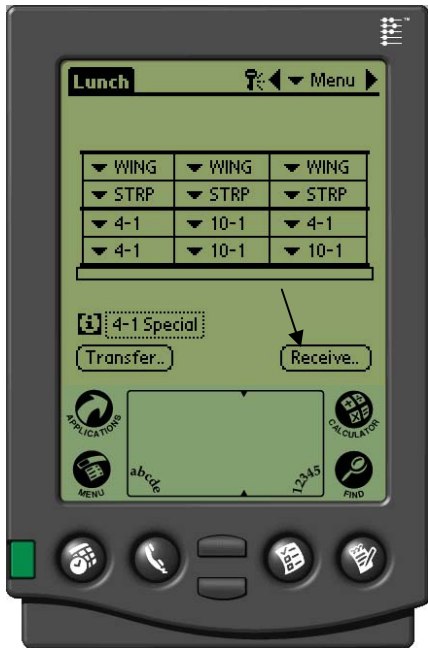 Lunch Menu
WING WING WING
STRP STRP STRP
4-1 10-1 4-1
4-1 10-1 10-1
4-1 Special
Transfer.. Receive..
APPLICATIONS CALCULATOR
abcde 12345
MENU FIND